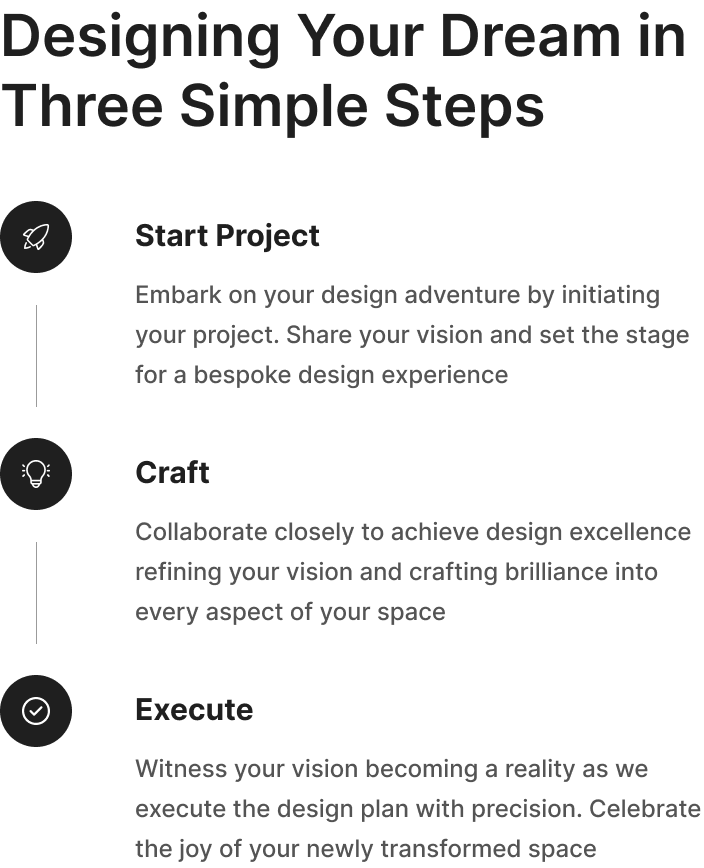 Designing Your Dream in
Three Simple Steps
Start Project
Embark on your design adventure by initiating
your project. Share your vision and set the stage
for a bespoke design experience
Craft
Collaborate closely to achieve design excellence
refining your vision and crafting brilliance into
every aspect of your space
Execute
Witness your vision becoming a reality as we
execute the design plan with precision. Celebrate
the joy of your newly transformed space